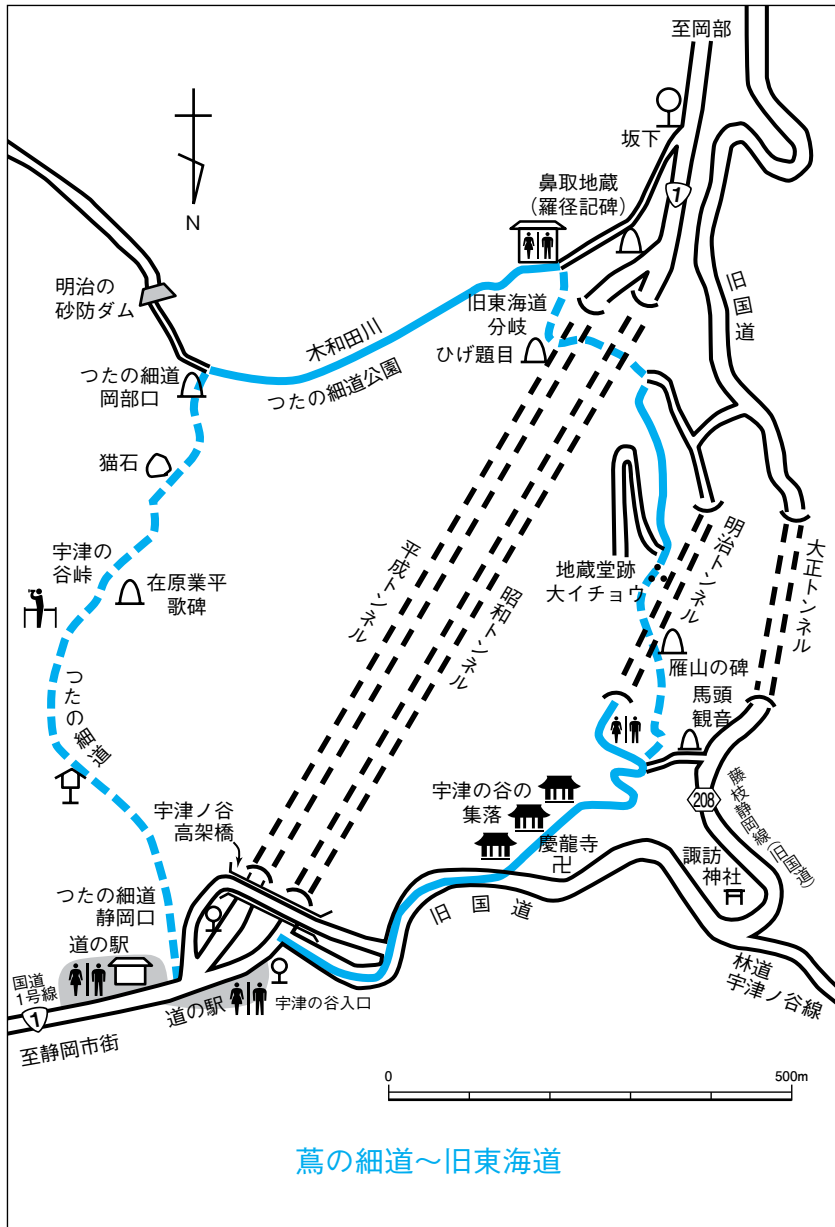 至岡部
坂下
鼻取地蔵
（羅径記碑）
1
N
旧国道
明治の
砂防ダム
旧東海道
分岐
木和田川
ひげ題目
つたの細道公園
つたの細道
岡部口
猫石
宇津の
谷峠
在原業平
歌碑
平成トンネル
昭和トンネル
明治トンネル
大正トンネル
地蔵堂跡
大イチョウ
雁山の碑
馬頭
観音
つたの細道
宇津ノ谷
高架橋
宇津の谷の
集落
慶龍寺
卍
208
藤枝静岡線（旧国道）
諏訪
神社
旧国道
つたの細道
静岡口
道の駅
国道
1号線
1
道の駅
宇津の谷入口
林道
宇津ノ谷線
至静岡市街
0
500m
蔦の細道～旧東海道